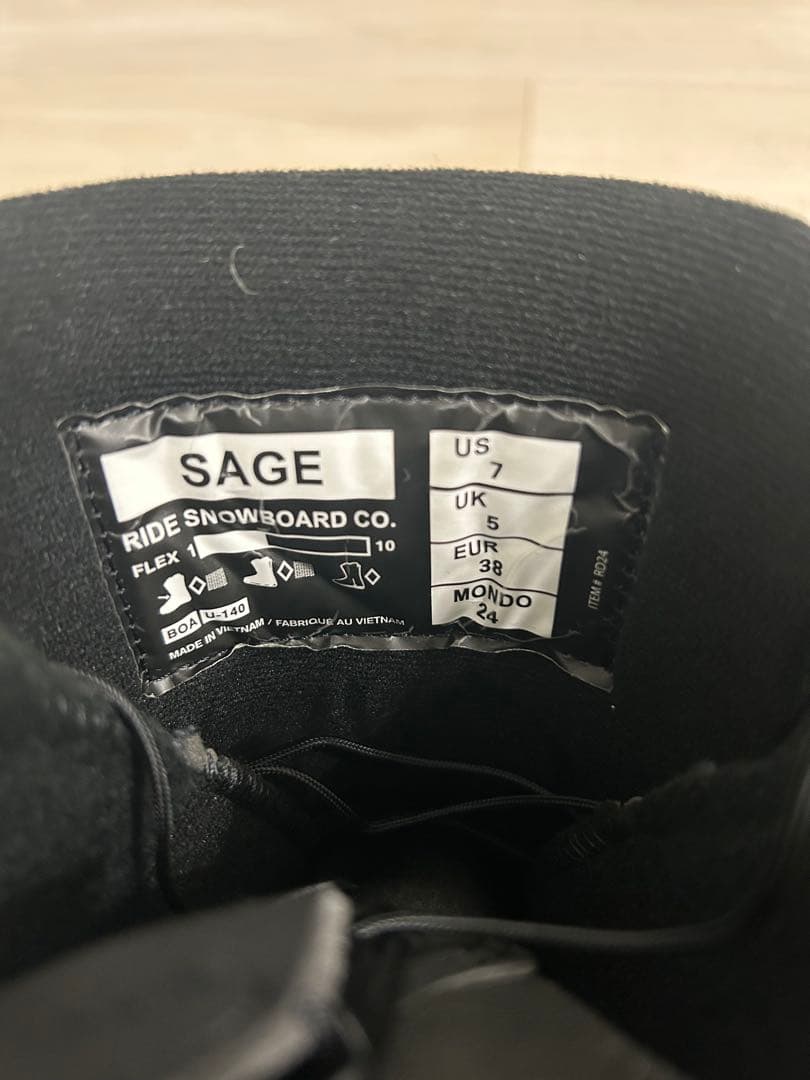 SAGE
RIDE SNOWBOARD CO.
FLEX 1 10
BOA U-140
MADE IN VIETNAM / FABRIQUÉ AU VIETNAM
US
7
UK
5
EUR
38
MONDO
24
ITEM# RD24